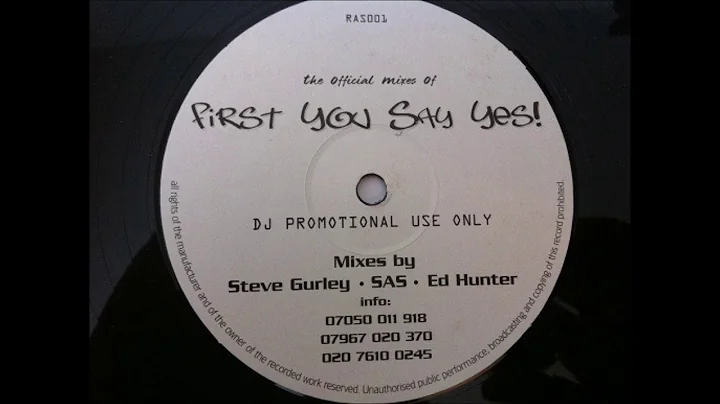 RAS001
the official mixes of
First You Say Yes!
DJ PROMOTIONAL USE ONLY
Mixes by
Steve Gurley • SAS • Ed Hunter
info:
07050 011 918
07967 020 370
020 7610 0245
all rights of the manufacturer and of the owner of the recorded work reserved. Unauthorised public performance, broadcasting and copying of this record prohibited.